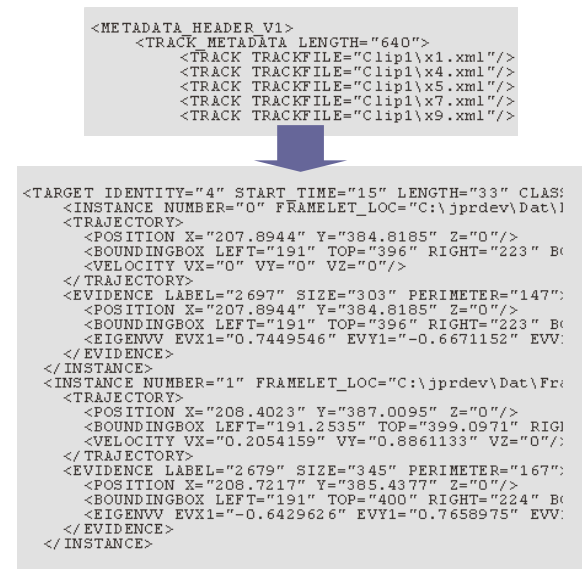 <METADATA_HEADER_V1>
<TRACK_METADATA LENGTH="640">
<TRACK TRACKFILE="Clip1\x1.xml"/>
<TRACK TRACKFILE="Clip1\x4.xml"/>
<TRACK TRACKFILE="Clip1\x5.xml"/>
<TRACK TRACKFILE="Clip1\x7.xml"/>
<TRACK TRACKFILE="Clip1\x9.xml"/>
<TARGET IDENTITY="4" START_TIME="15" LENGTH="33" CLASS
<INSTANCE NUMBER="0" FRAMELET_LOC="C:\jprdev\Dat\
<TRAJECTORY>
<POSITION X="207.8944" Y="384.8185" Z="0"/>
<BOUNDINGBOX LEFT="191" TOP="396" RIGHT="223" B
<VELOCITY VX="0" VY="0" VZ="0"/>
</TRAJECTORY>
<EVIDENCE LABEL="2697" SIZE="303" PERIMETER="147">
<POSITION X="207.8944" Y="384.8185" Z="0"/>
<BOUNDINGBOX LEFT="191" TOP="396" RIGHT="223" B
<EIGENVV EVX1="0.7449546" EVY1="-0.6671152" EVV
</EVIDENCE>
</INSTANCE>
<INSTANCE NUMBER="1" FRAMELET_LOC="C:\jprdev\Dat\Fra
<TRAJECTORY>
<POSITION X="208.4023" Y="387.0095" Z="0"/>
<BOUNDINGBOX LEFT="191.2535" TOP="399.0971" RIG
<VELOCITY VX="0.2054159" VY="0.8861133" VZ="0"/>
</TRAJECTORY>
<EVIDENCE LABEL="2679" SIZE="345" PERIMETER="167">
<POSITION X="208.7217" Y="385.4377" Z="0"/>
<BOUNDINGBOX LEFT="191" TOP="400" RIGHT="224" B
<EIGENVV EVX1="-0.6429626" EVY1="0.7658975" EVV
</EVIDENCE>
</INSTANCE>